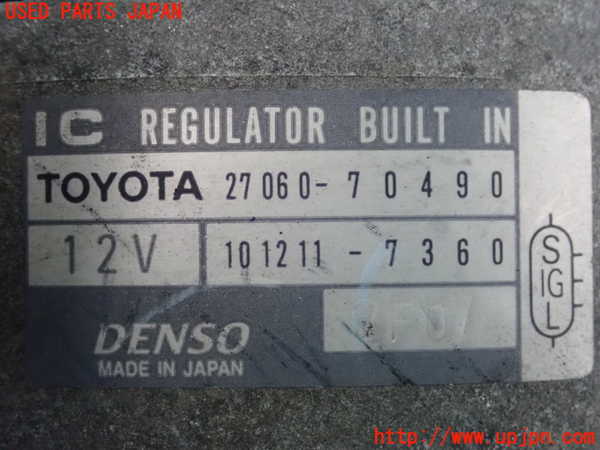 USED PARTS JAPAN
IC REGULATOR BUILT IN
TOYOTA 27060-70490
12V 101211-7360
S
IG
L
DENSO
MADE IN JAPAN
http://www.upjpn.com/